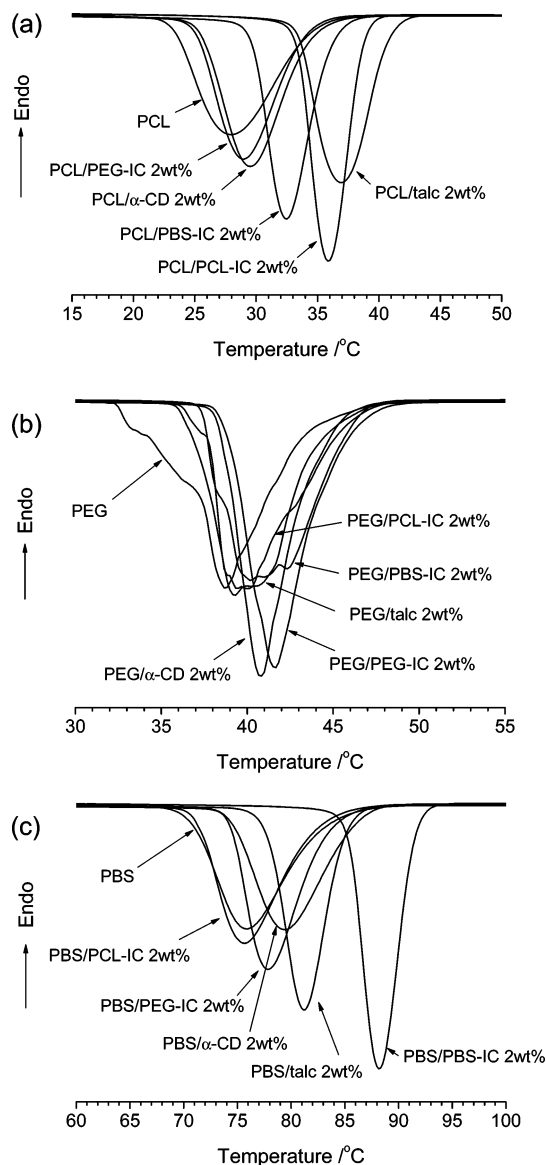 (a)
Endo
PCL
PCL/PEG-IC 2wt%
PCL/α-CD 2wt%
PCL/talc 2wt%
PCL/PBS-IC 2wt%
PCL/PCL-IC 2wt%
15 20 25 30 35 40 45 50
Temperature /°C
(b)
Endo
PEG
PEG/PCL-IC 2wt%
PEG/PBS-IC 2wt%
PEG/talc 2wt%
PEG/α-CD 2wt%
PEG/PEG-IC 2wt%
30 35 40 45 50 55
Temperature /°C
(c)
Endo
PBS
PBS/PCL-IC 2wt%
PBS/PEG-IC 2wt%
PBS/α-CD 2wt%
PBS/talc 2wt%
PBS/PBS-IC 2wt%
60 65 70 75 80 85 90 95 100
Temperature /°C